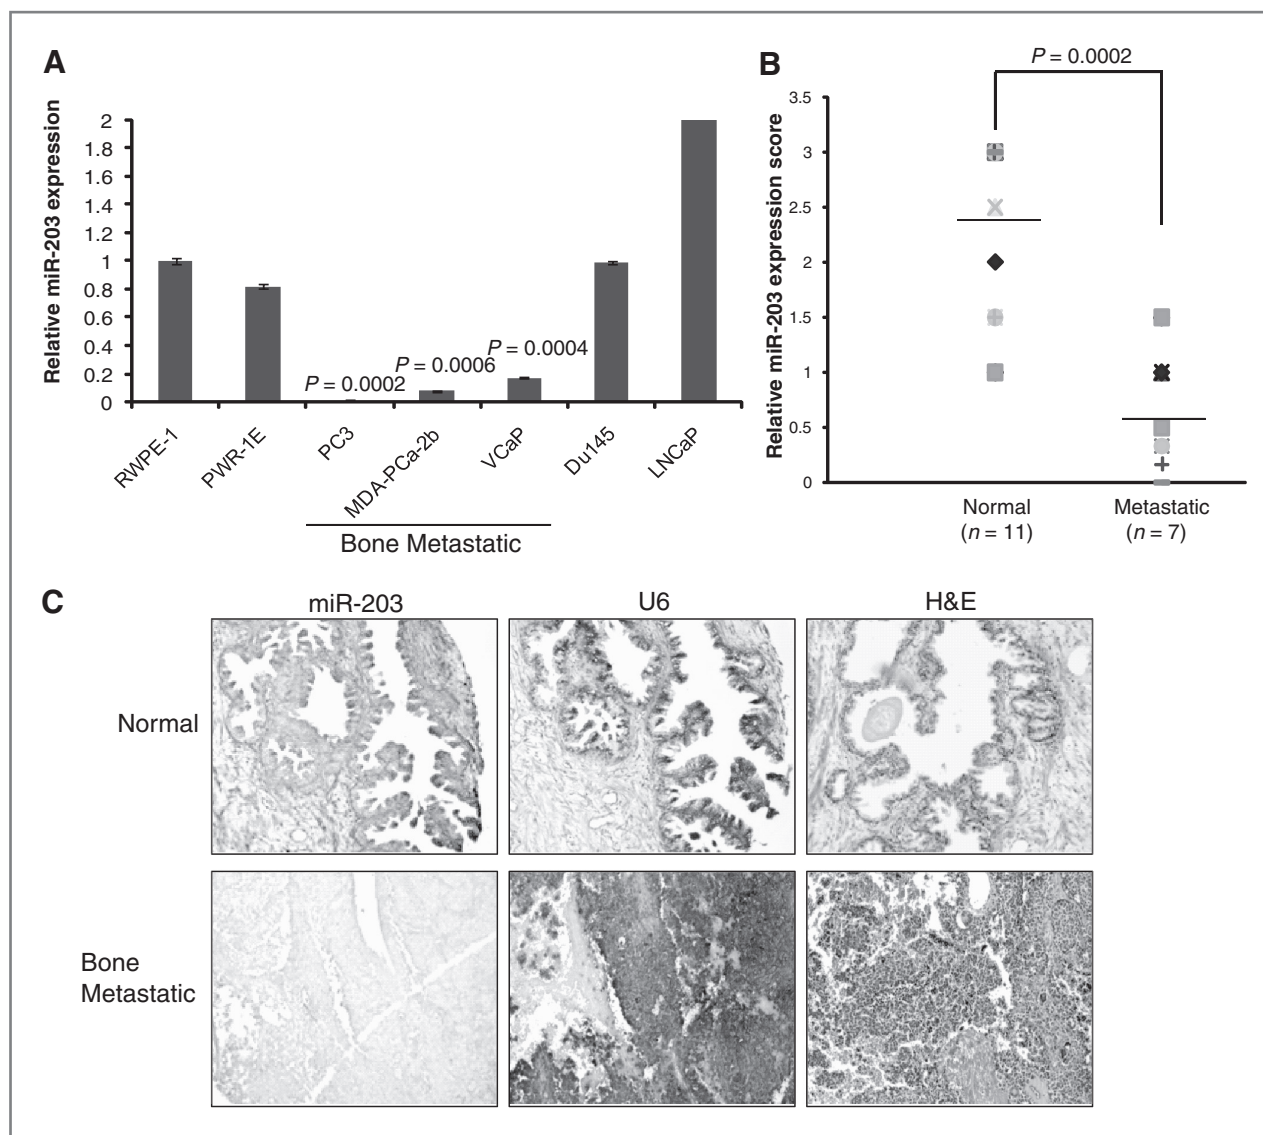 A
Relative miR-203 expression
2
1.8
1.6
1.4
1.2
1
0.8
0.6
0.4
0.2
0
P = 0.0002
P = 0.0006
P = 0.0004
RWPE-1
PWR-1E
PC3
MDA-PCa-2b
VCaP
Du145
LNCaP
Bone Metastatic
B
P = 0.0002
Relative miR-203 expression score
3.5
3
2.5
2
1.5
1
0.5
0
Normal
(n = 11)
Metastatic
(n = 7)
C
miR-203
U6
H&E
Normal
Bone
Metastatic